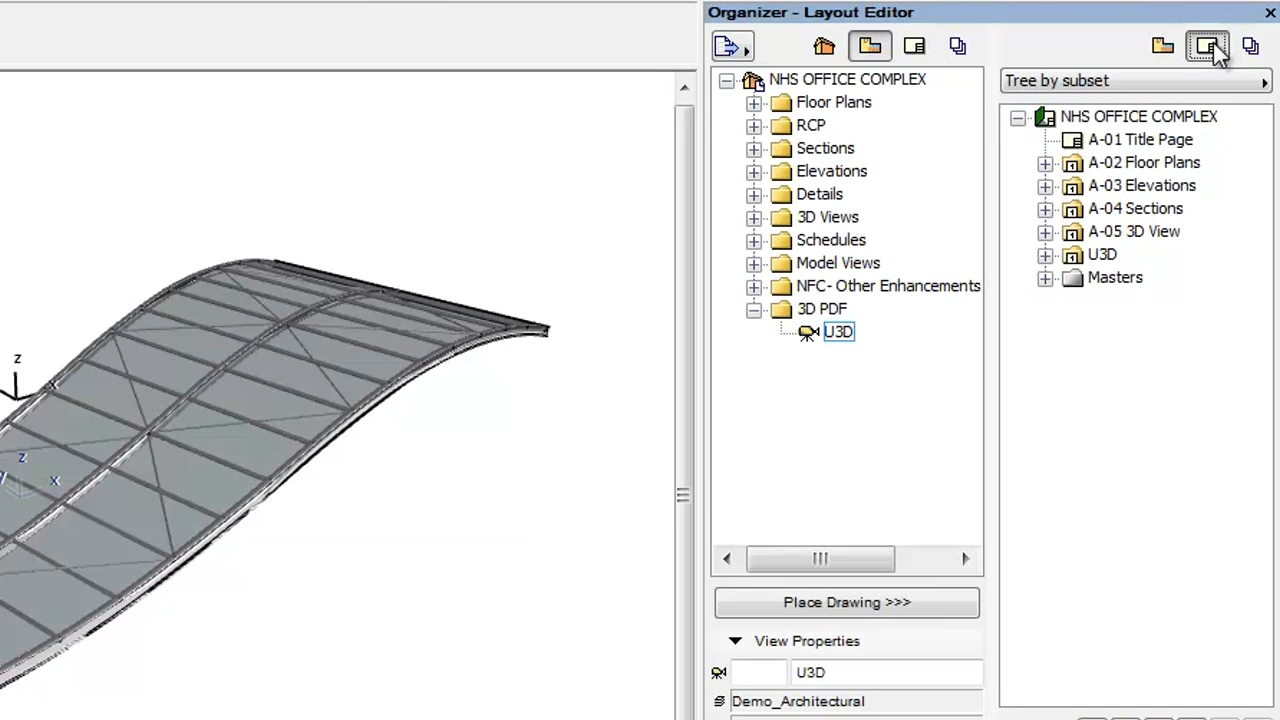 Organizer - Layout Editor
Tree by subset
NHS OFFICE COMPLEX
Floor Plans
RCP
Sections
Elevations
Details
3D Views
Schedules
Model Views
NFC- Other Enhancements
3D PDF
U3D
NHS OFFICE COMPLEX
A-01 Title Page
A-02 Floor Plans
A-03 Elevations
A-04 Sections
A-05 3D View
U3D
Masters
z
z
x
y
Place Drawing >>>
View Properties
U3D
Demo_Architectural